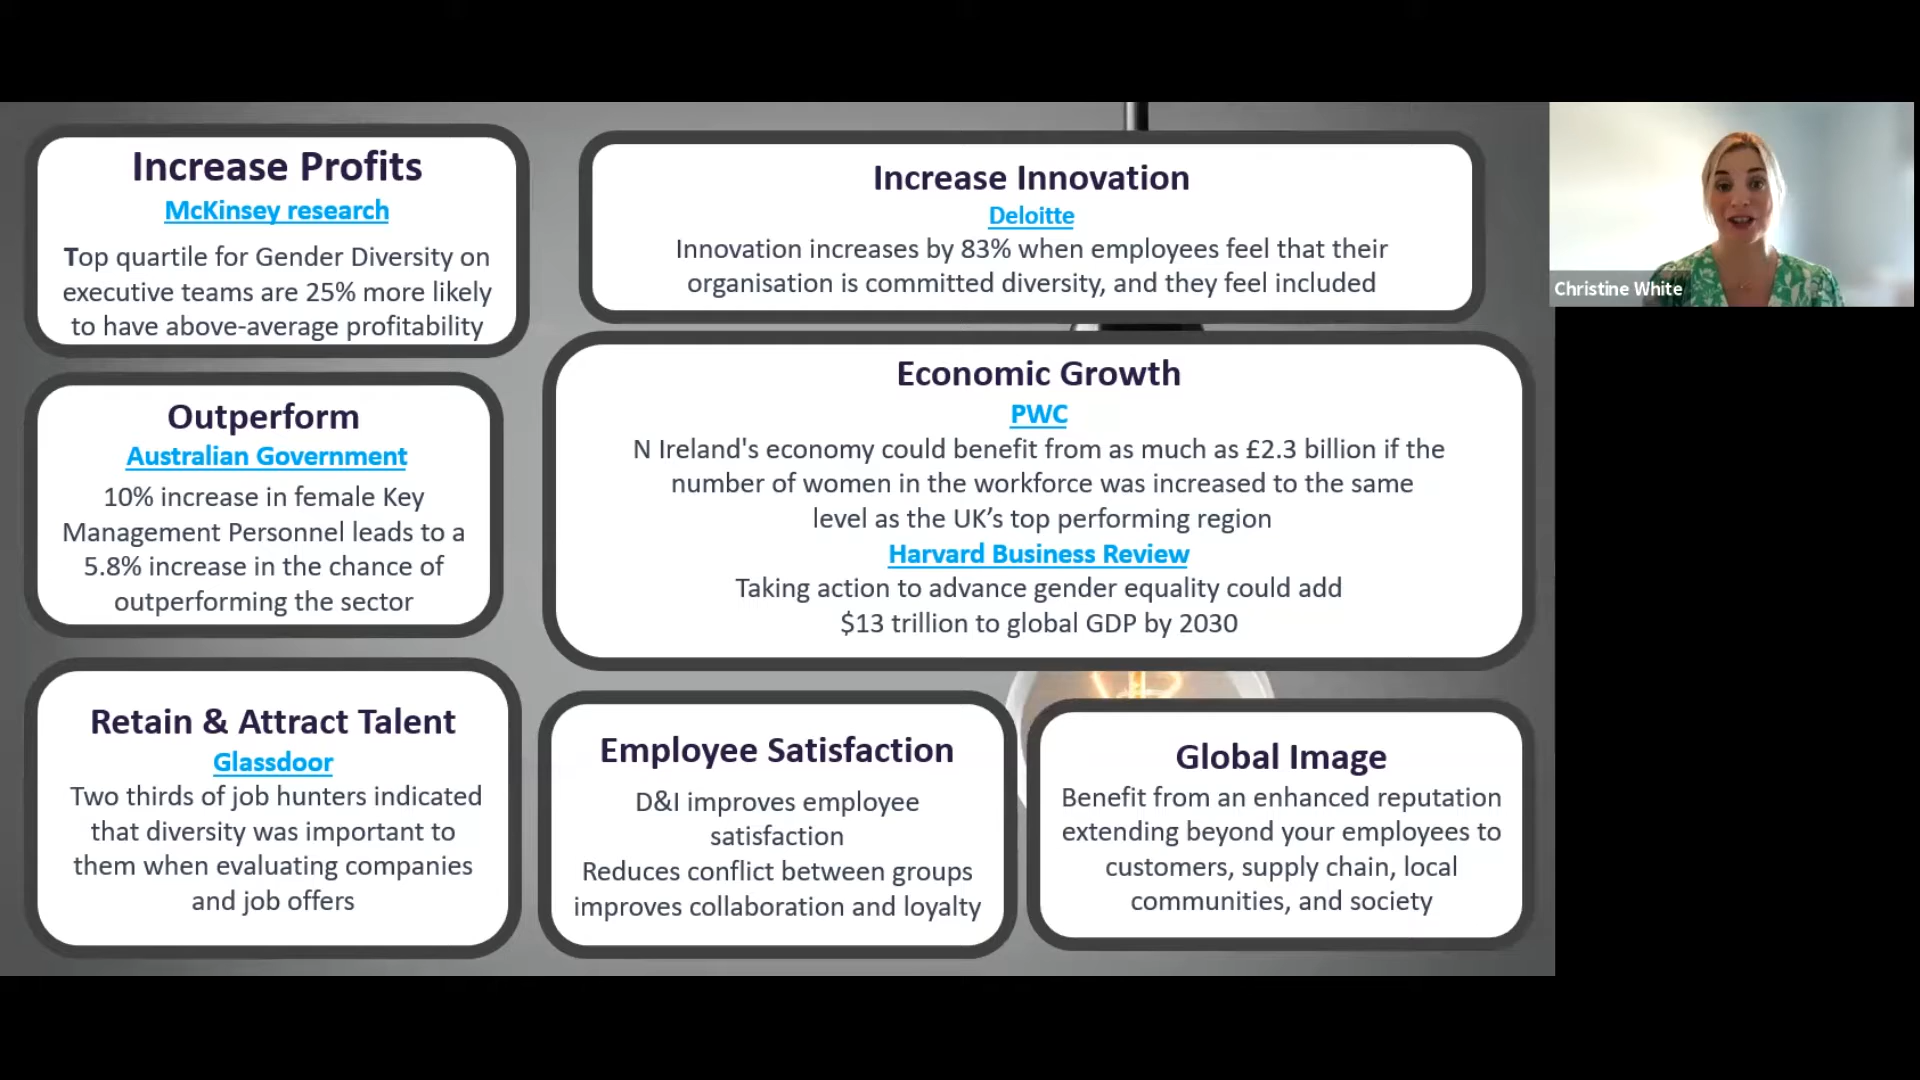 Increase Profits
McKinsey research
Top quartile for Gender Diversity on
executive teams are 25% more likely
to have above-average profitability
Increase Innovation
Deloitte
Innovation increases by 83% when employees feel that their
organisation is committed diversity, and they feel included
Christine White
Outperform
Australian Government
10% increase in female Key
Management Personnel leads to a
5.8% increase in the chance of
outperforming the sector
Economic Growth
PWC
N Ireland's economy could benefit from as much as £2.3 billion if the
number of women in the workforce was increased to the same
level as the UK’s top performing region
Harvard Business Review
Taking action to advance gender equality could add
$13 trillion to global GDP by 2030
Retain & Attract Talent
Glassdoor
Two thirds of job hunters indicated
that diversity was important to
them when evaluating companies
and job offers
Employee Satisfaction
D&I improves employee
satisfaction
Reduces conflict between groups
improves collaboration and loyalty
Global Image
Benefit from an enhanced reputation
extending beyond your employees to
customers, supply chain, local
communities, and society